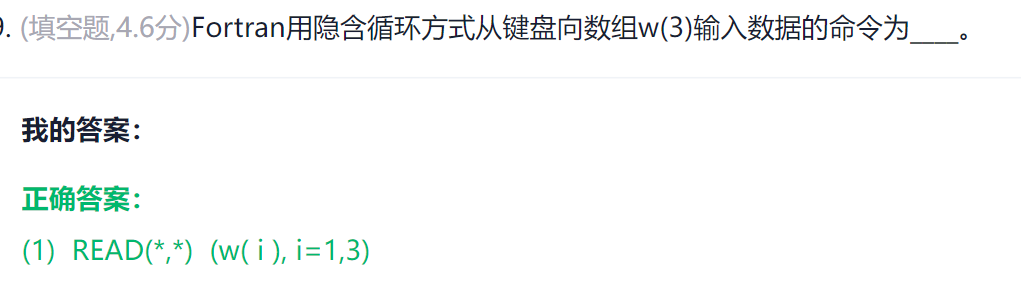 9. (填空题,4.6分)Fortran用隐含循环方式从键盘向数组w(3)输入数据的命令为____。
我的答案：
正确答案：
(1) READ(*,*) (w( i ), i=1,3)